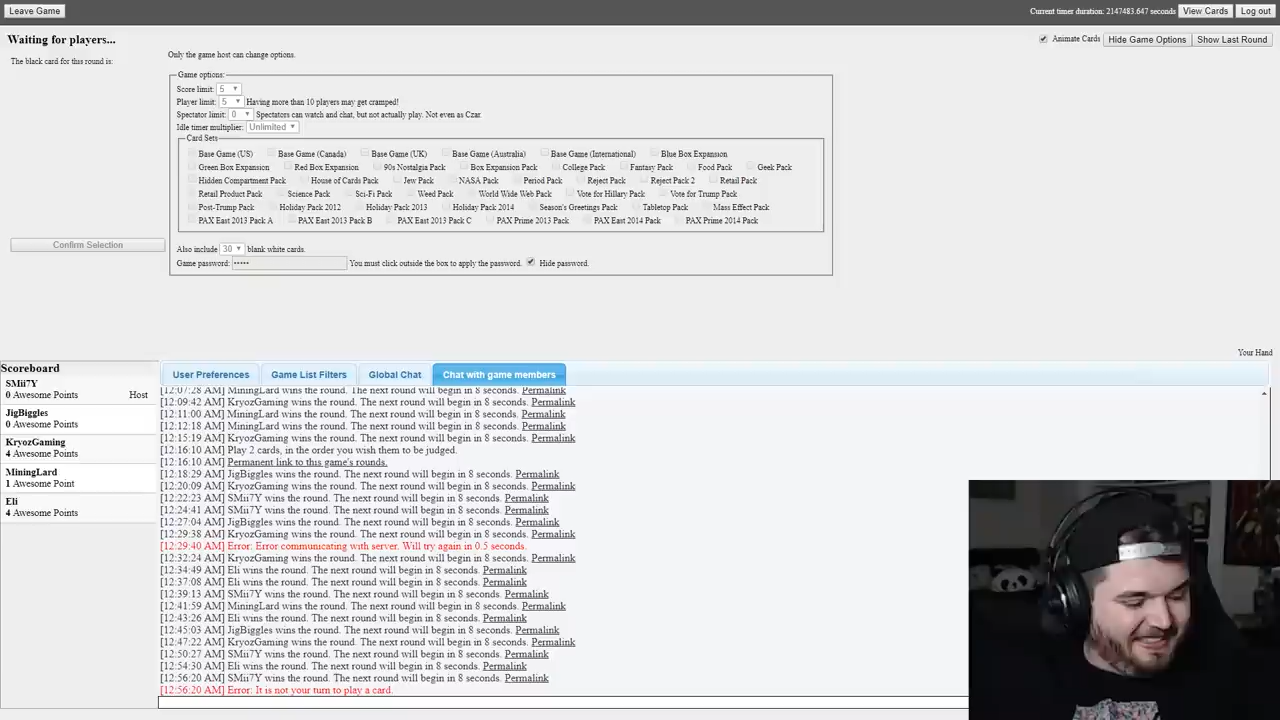 Leave Game
Current timer duration: 2147483.647 seconds View Cards Log out
Waiting for players...
Animate Cards Hide Game Options Show Last Round
The black card for this round is:
Only the game host can change options.
Game options:
Score limit: 5
Player limit: 5 Having more than 10 players may get cramped!
Spectator limit: 0 Spectators can watch and chat, but not actually play. Not even as Czar.
Idle timer multiplier: Unlimited
Card Sets
Base Game (US) Base Game (Canada) Base Game (UK) Base Game (Australia) Base Game (International) Blue Box Expansion
Green Box Expansion Red Box Expansion 90s Nostalgia Pack Box Expansion Pack College Pack Fantasy Pack Food Pack Geek Pack
Hidden Compartment Pack House of Cards Pack Jew Pack NASA Pack Period Pack Reject Pack Reject Pack 2 Retail Pack
Retail Product Pack Science Pack Sci-Fi Pack Weed Pack World Wide Web Pack Vote for Hillary Pack Vote for Trump Pack
Post-Trump Pack Holiday Pack 2012 Holiday Pack 2013 Holiday Pack 2014 Season's Greetings Pack Tabletop Pack Mass Effect Pack
PAX East 2013 Pack A PAX East 2013 Pack B PAX East 2013 Pack C PAX Prime 2013 Pack PAX East 2014 Pack PAX Prime 2014 Pack
Confirm Selection
Also include 30 blank white cards.
Game password: ••••• You must click outside the box to apply the password. Hide password.
Your Hand
Scoreboard
SMii7Y
0 Awesome Points Host
JigBiggles
0 Awesome Points
KryozGaming
4 Awesome Points
MiningLard
1 Awesome Point
Eli
4 Awesome Points
User Preferences Game List Filters Global Chat Chat with game members
[12:07:28 AM] MiningLard wins the round. The next round will begin in 8 seconds. Permalink
[12:09:42 AM] KryozGaming wins the round. The next round will begin in 8 seconds. Permalink
[12:11:00 AM] MiningLard wins the round. The next round will begin in 8 seconds. Permalink
[12:12:18 AM] MiningLard wins the round. The next round will begin in 8 seconds. Permalink
[12:15:19 AM] KryozGaming wins the round. The next round will begin in 8 seconds. Permalink
[12:16:10 AM] Play 2 cards, in the order you wish them to be judged.
[12:16:10 AM] Permanent link to this game's rounds.
[12:18:29 AM] JigBiggles wins the round. The next round will begin in 8 seconds. Permalink
[12:20:09 AM] KryozGaming wins the round. The next round will begin in 8 seconds. Permalink
[12:22:23 AM] SMii7Y wins the round. The next round will begin in 8 seconds. Permalink
[12:24:41 AM] SMii7Y wins the round. The next round will begin in 8 seconds. Permalink
[12:27:04 AM] JigBiggles wins the round. The next round will begin in 8 seconds. Permalink
[12:29:38 AM] KryozGaming wins the round. The next round will begin in 8 seconds. Permalink
[12:29:40 AM] Error: Error communicating with server. Will try again in 0.5 seconds.
[12:32:24 AM] KryozGaming wins the round. The next round will begin in 8 seconds. Permalink
[12:34:49 AM] Eli wins the round. The next round will begin in 8 seconds. Permalink
[12:37:08 AM] Eli wins the round. The next round will begin in 8 seconds. Permalink
[12:39:13 AM] SMii7Y wins the round. The next round will begin in 8 seconds. Permalink
[12:41:59 AM] MiningLard wins the round. The next round will begin in 8 seconds. Permalink
[12:43:26 AM] Eli wins the round. The next round will begin in 8 seconds. Permalink
[12:45:03 AM] JigBiggles wins the round. The next round will begin in 8 seconds. Permalink
[12:47:22 AM] KryozGaming wins the round. The next round will begin in 8 seconds. Permalink
[12:50:27 AM] SMii7Y wins the round. The next round will begin in 8 seconds. Permalink
[12:54:30 AM] Eli wins the round. The next round will begin in 8 seconds. Permalink
[12:56:20 AM] SMii7Y wins the round. The next round will begin in 8 seconds. Permalink
[12:56:20 AM] Error: It is not your turn to play a card.